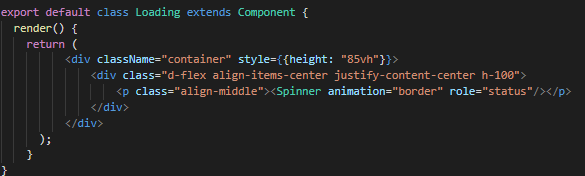 export default class Loading extends Component {
render() {
return (
<div className="container" style={{height: "85vh"}}>
<div class="d-flex align-items-center justify-content-center h-100">
<p class="align-middle"><Spinner animation="border" role="status"/></p>
</div>
</div>
);
}
}